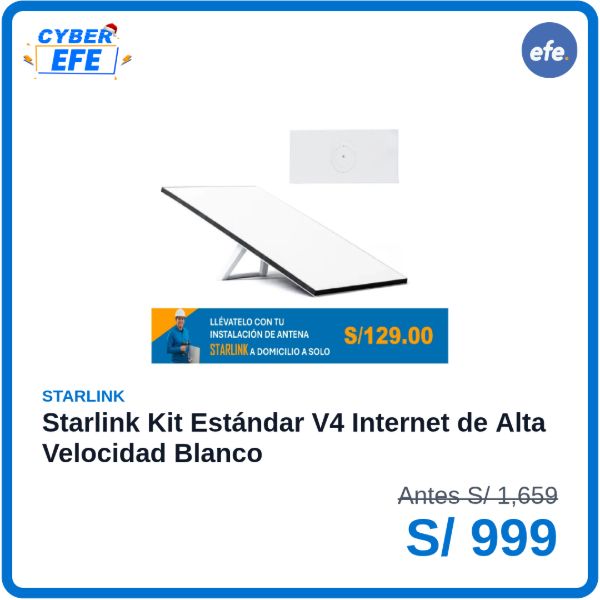 CYBER
EFE
efe.
LLÉVATELO CON TU
INSTALACIÓN DE ANTENA
STARLINK A DOMICILIO A SOLO
S/129.00
STARLINK
Starlink Kit Estándar V4 Internet de Alta
Velocidad Blanco
Antes S/ 1,659
S/ 999